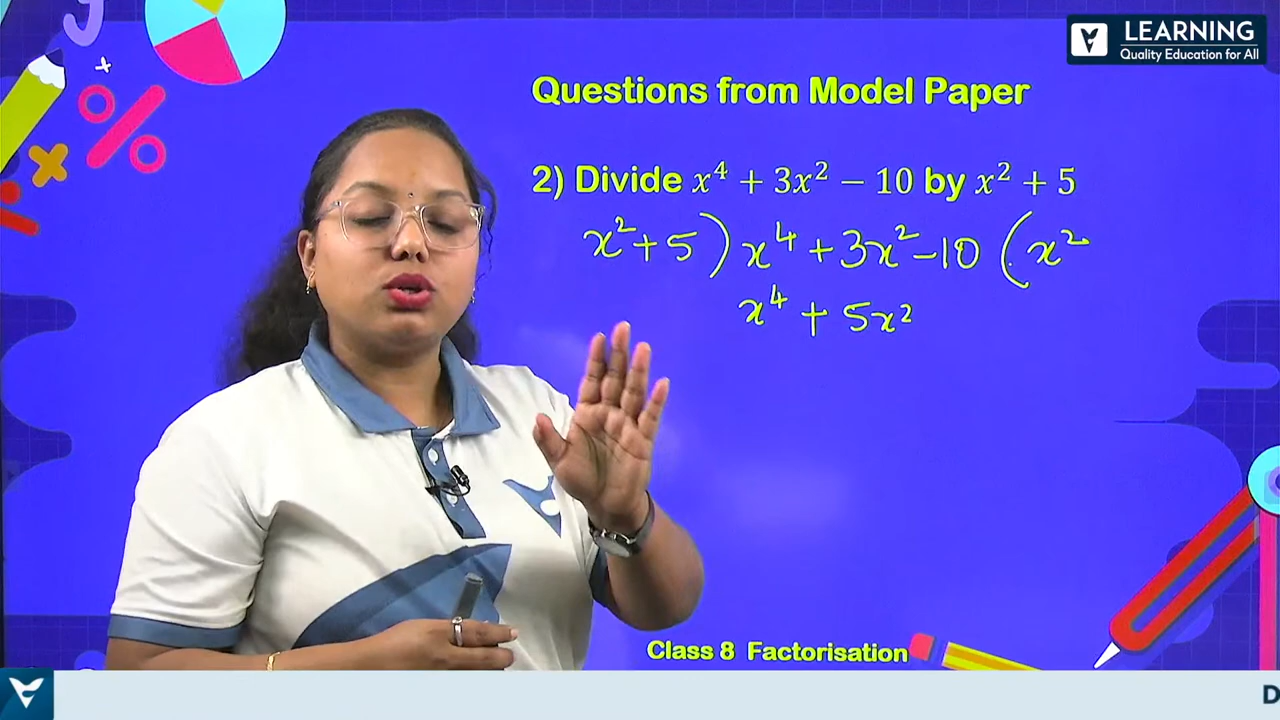 LEARNING
Quality Education for All
Questions from Model Paper
2) Divide x⁴ + 3x² − 10 by x² + 5
x²+5)x⁴+3x²-10(x²
x⁴ + 5x²
Class 8 Factorisation
D